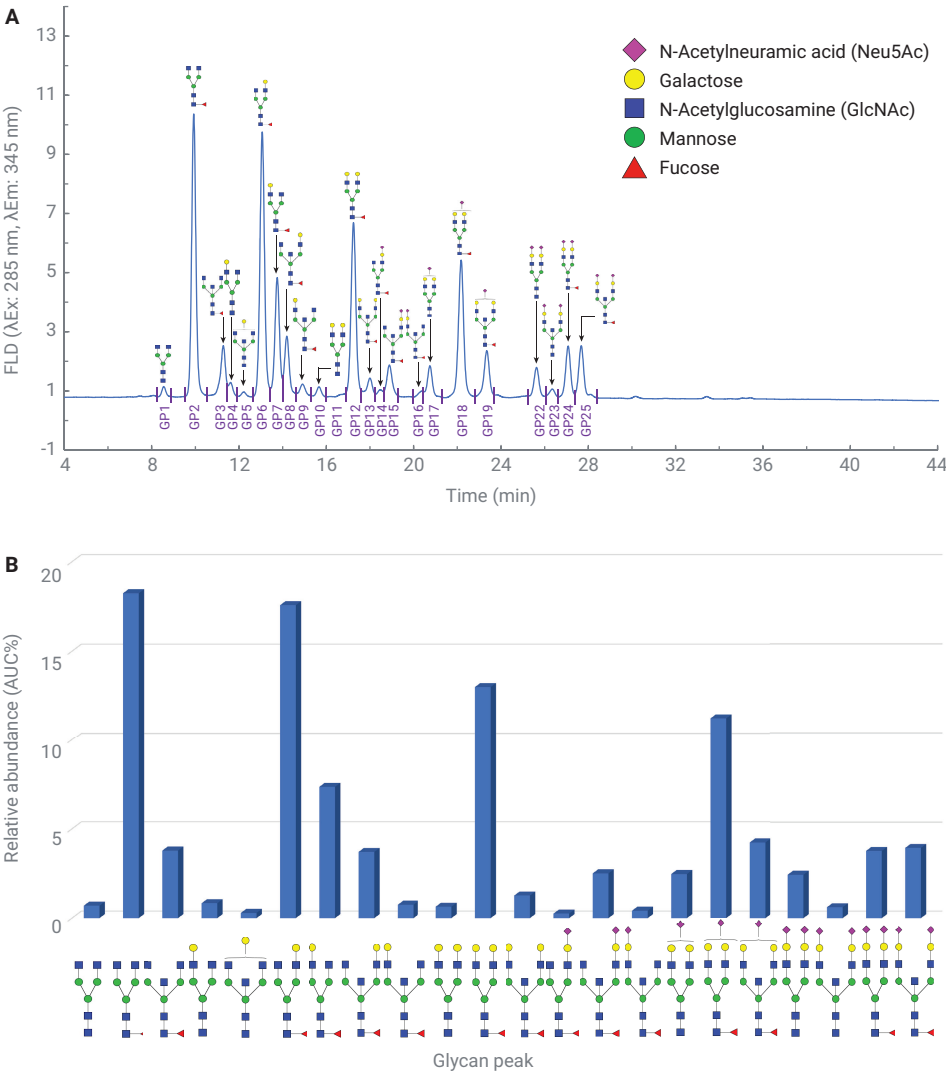 A
13
11
9
7
5
3
1
-1
FLD (λEx: 285 nm, λEm: 345 nm)
N-Acetylneuramic acid (Neu5Ac)
Galactose
N-Acetylglucosamine (GlcNAc)
Mannose
Fucose
GP1 GP2 GP3 GP4 GP5 GP6 GP7 GP8 GP9 GP10 GP11 GP12 GP13 GP14 GP15 GP16 GP17 GP18 GP19 GP22 GP23 GP24 GP25
4 8 12 16 20 24 28 32 36 40 44
Time (min)
B
20
15
10
5
0
Relative abundance (AUC%)
Glycan peak